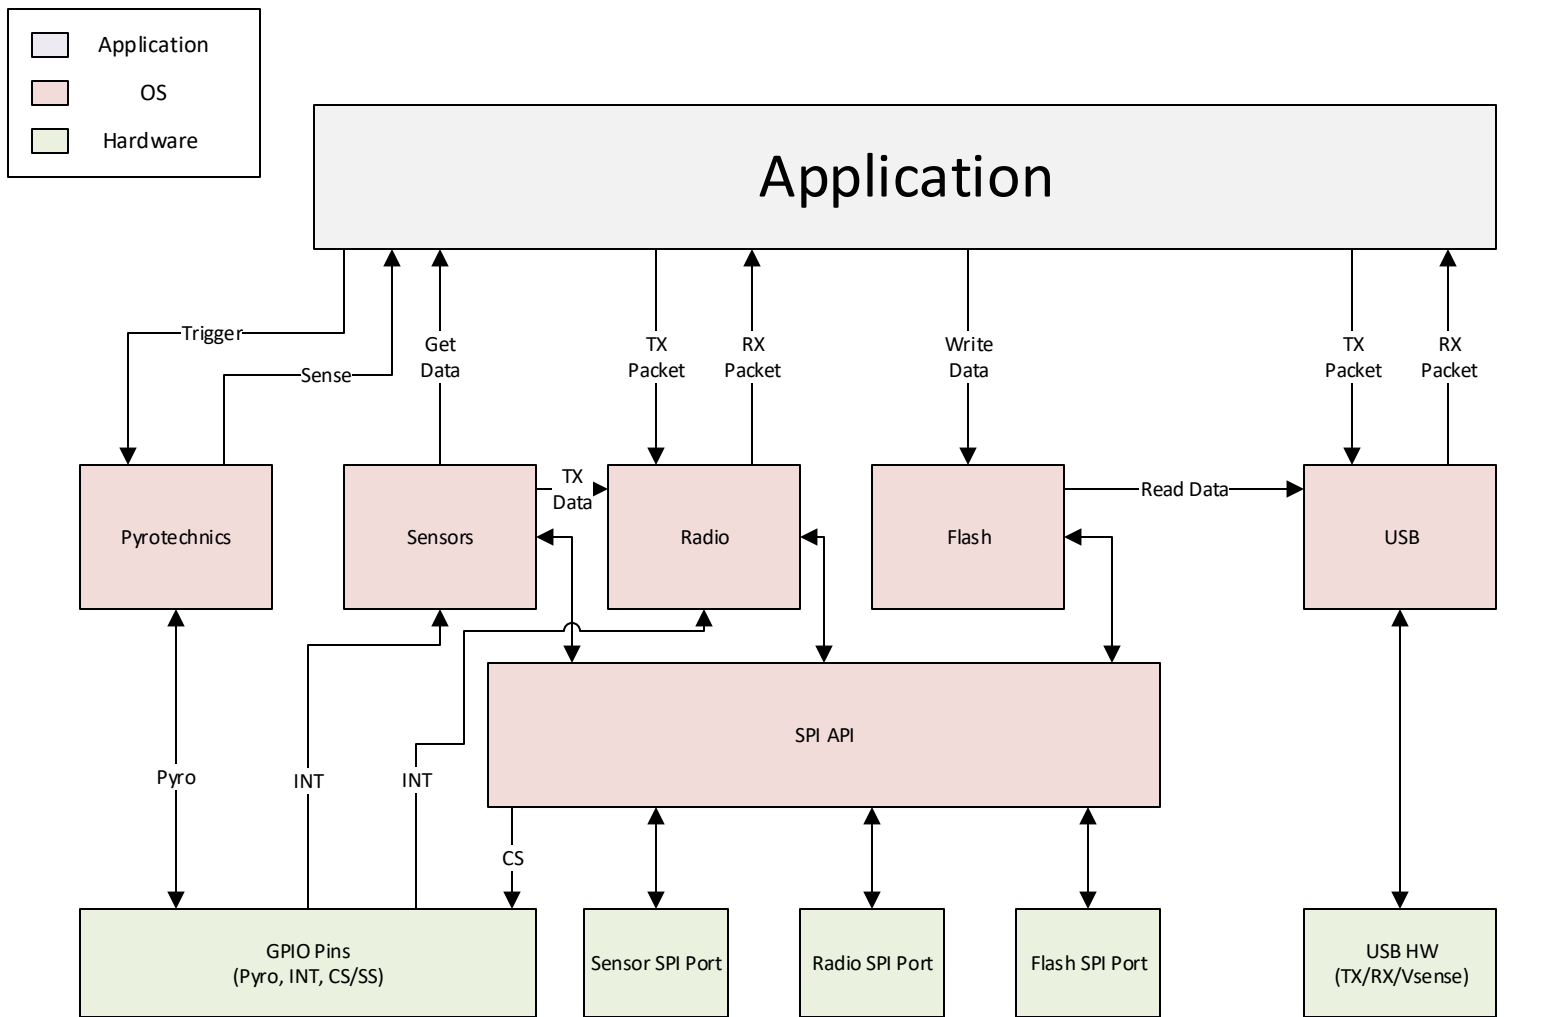 Application
OS
Hardware
Application
Trigger
Sense
Get
Data
TX
Packet
RX
Packet
Write
Data
TX
Packet
RX
Packet
TX
Data
Read Data
Pyrotechnics
Sensors
Radio
Flash
USB
SPI API
Pyro
INT
INT
CS
GPIO Pins
(Pyro, INT, CS/SS)
Sensor SPI Port
Radio SPI Port
Flash SPI Port
USB HW
(TX/RX/Vsense)